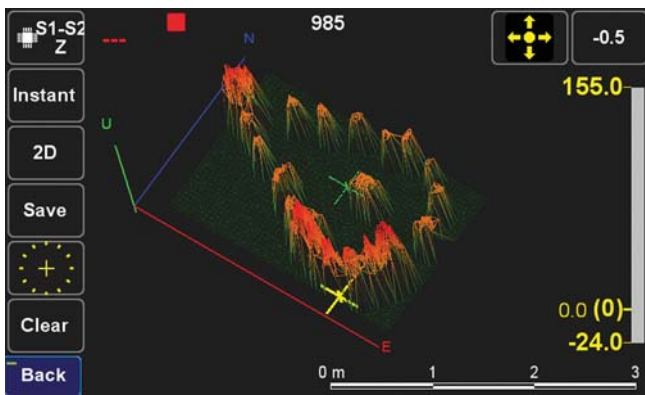 S1-S2
Z
---
985
-0.5
N
Instant
155.0
U
2D
Save
0.0 (0)
Clear
-24.0
E
Back
0 m 1 2 3